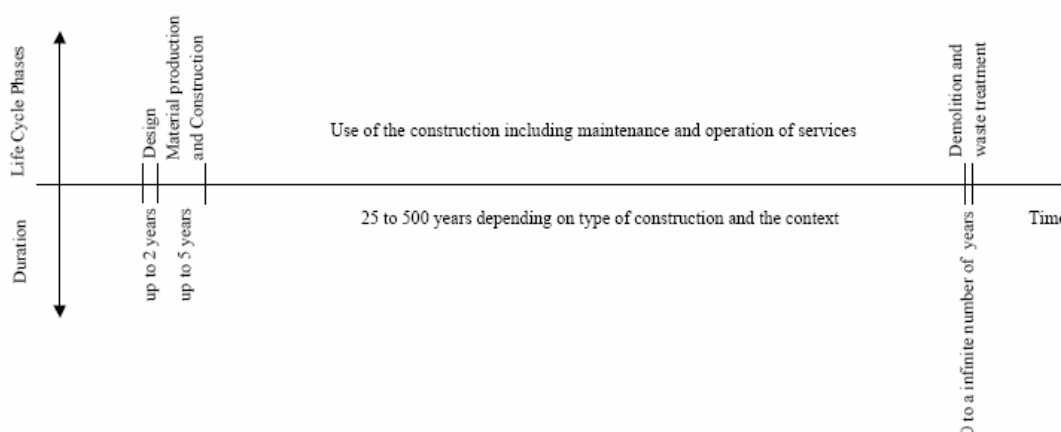 Life Cycle Phases
Design
Material production
and Construction
Use of the construction including maintenance and operation of services
Demolition and
waste treatment
Duration
up to 2 years
up to 5 years
25 to 500 years depending on type of construction and the context
to a infinite number of years
Time